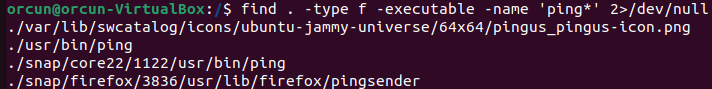 orcun@orcun-VirtualBox:/$ find . -type f -executable -name 'ping*' 2>/dev/null
./var/lib/swcatalog/icons/ubuntu-jammy-universe/64x64/pingus_pingus-icon.png
./usr/bin/ping
./snap/core22/1122/usr/bin/ping
./snap/firefox/3836/usr/lib/firefox/pingsender